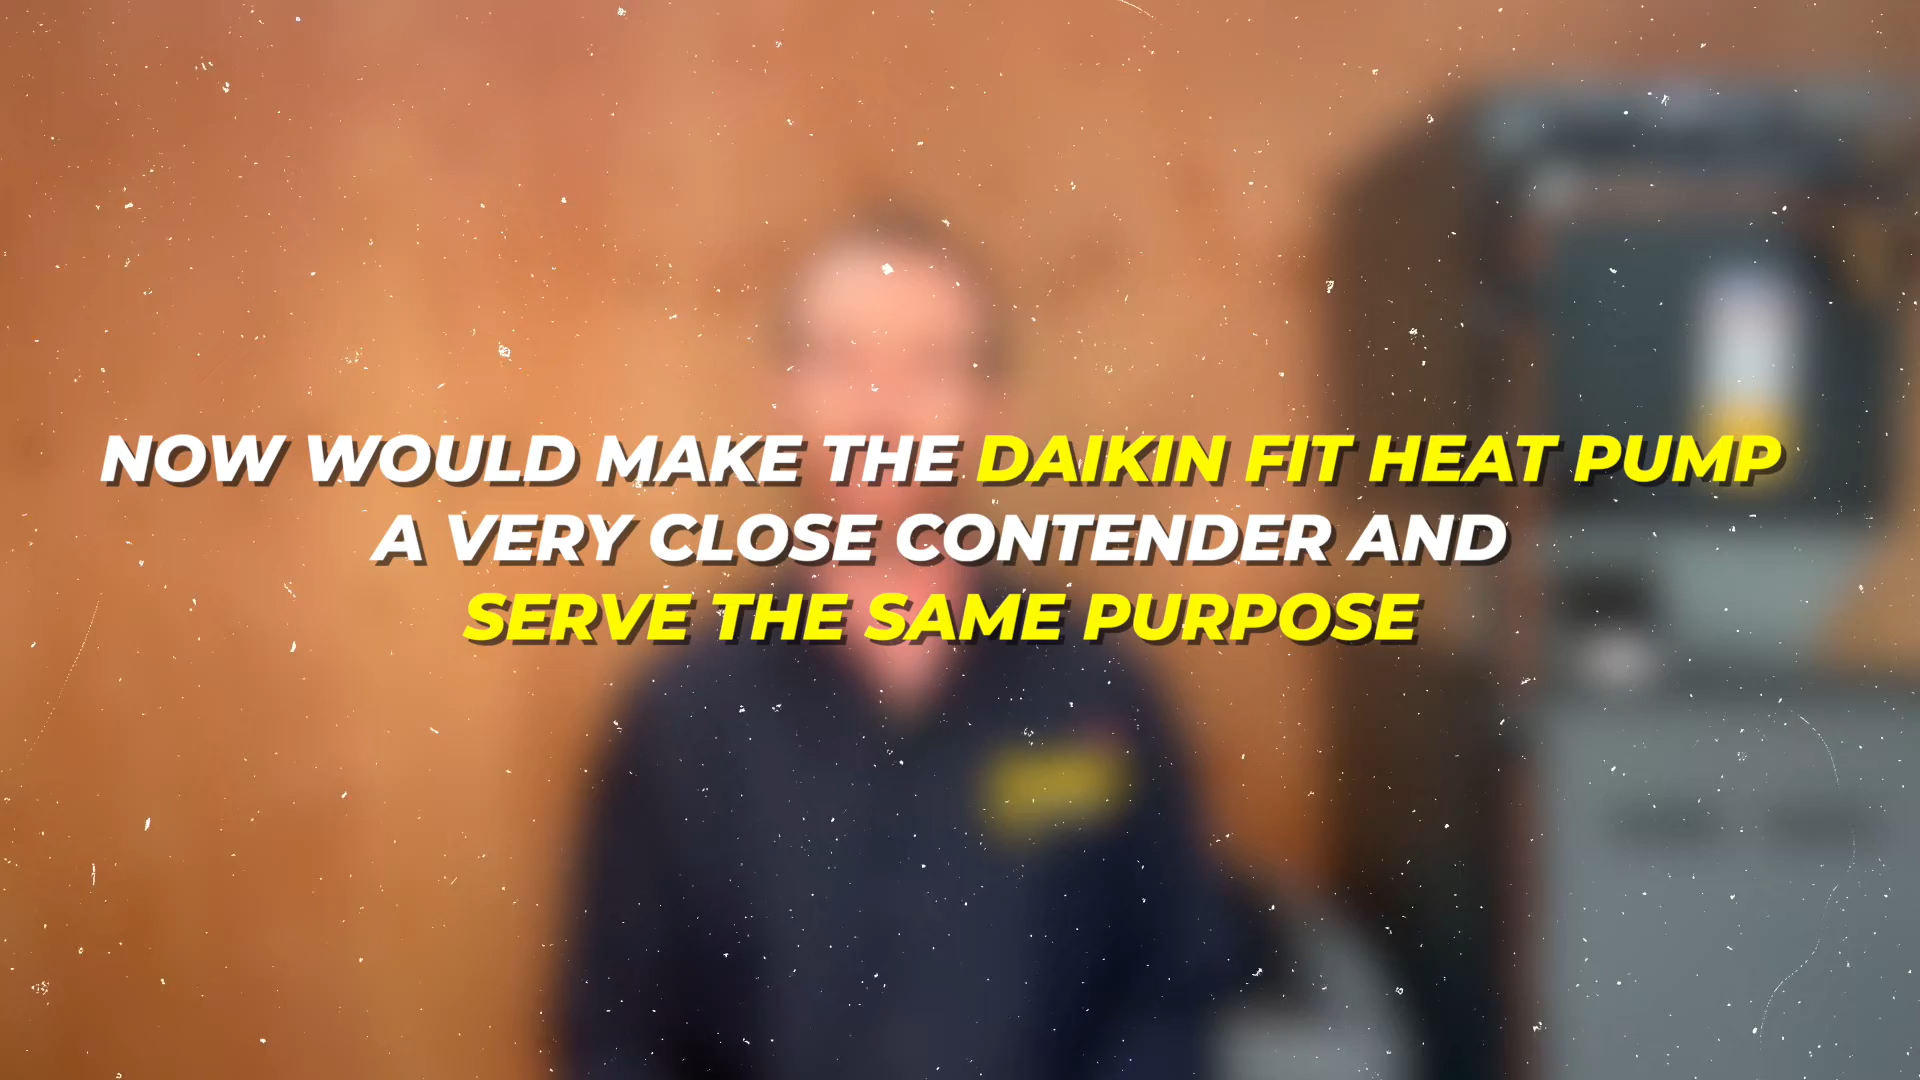 NOW WOULD MAKE THE DAIKIN FIT HEAT PUMP
A VERY CLOSE CONTENDER AND
SERVE THE SAME PURPOSE